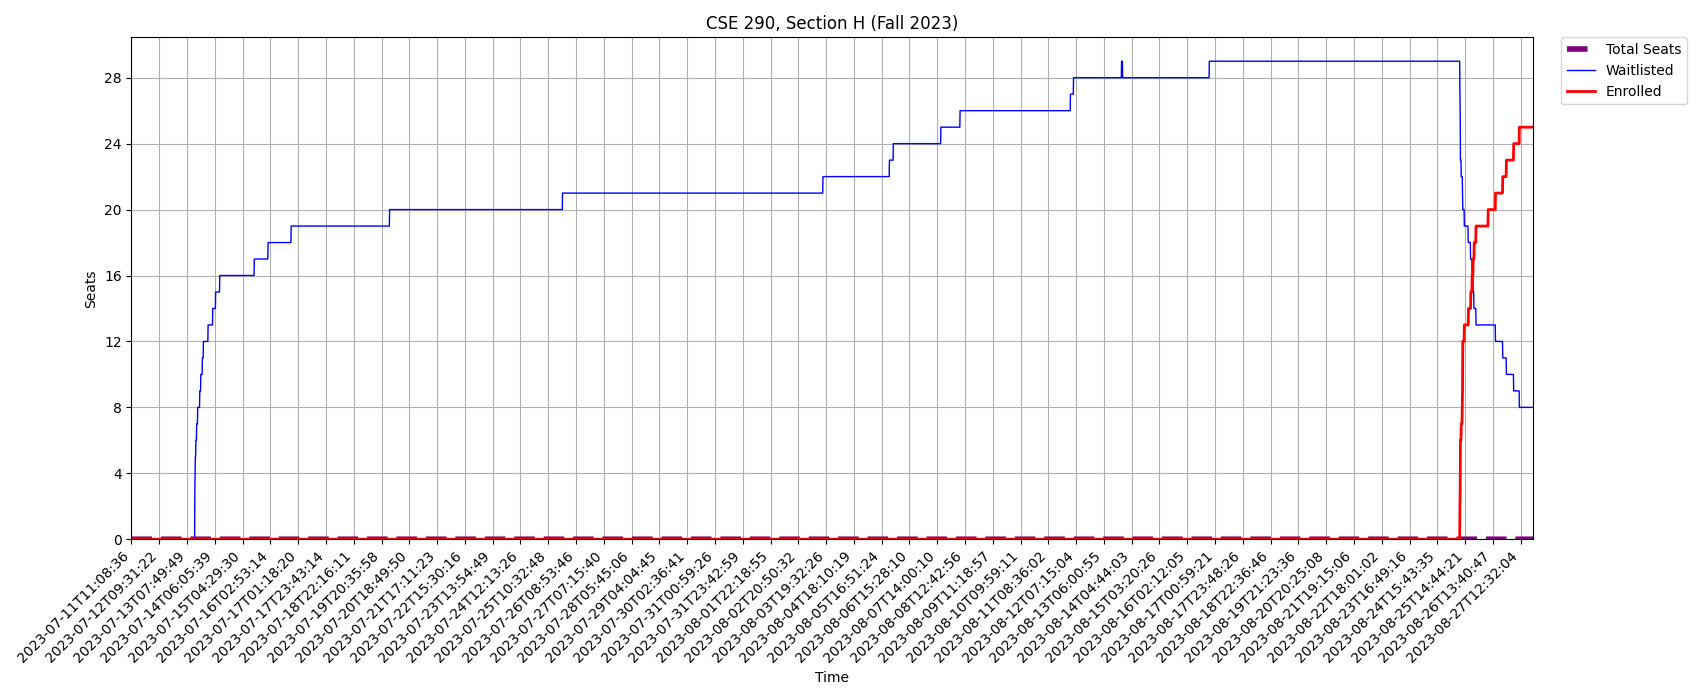 CSE 290, Section H (Fall 2023)
Total Seats
Waitlisted
Enrolled
28
24
20
16
12
8
4
0
Seats
2023-07-11T11:08:36
2023-07-12T09:31:22
2023-07-13T07:49:49
2023-07-14T06:05:39
2023-07-15T04:29:30
2023-07-16T02:53:14
2023-07-17T01:18:20
2023-07-17T23:43:14
2023-07-18T22:16:11
2023-07-19T20:35:58
2023-07-20T18:49:50
2023-07-21T17:11:23
2023-07-22T15:30:16
2023-07-23T13:54:49
2023-07-24T12:13:26
2023-07-25T10:32:48
2023-07-26T08:53:46
2023-07-27T07:15:40
2023-07-28T05:45:06
2023-07-29T04:04:45
2023-07-30T02:36:41
2023-07-31T00:59:26
2023-07-31T23:42:59
2023-08-01T22:18:55
2023-08-02T20:50:32
2023-08-03T19:32:26
2023-08-04T18:10:19
2023-08-05T16:51:24
2023-08-06T15:28:10
2023-08-07T14:00:10
2023-08-08T12:42:56
2023-08-09T11:18:57
2023-08-10T09:59:11
2023-08-11T08:36:02
2023-08-12T07:15:04
2023-08-13T06:00:55
2023-08-14T04:44:03
2023-08-15T03:20:26
2023-08-16T02:12:05
2023-08-17T00:59:21
2023-08-17T23:48:26
2023-08-18T22:36:46
2023-08-19T21:23:36
2023-08-20T20:25:08
2023-08-21T19:15:06
2023-08-22T18:01:02
2023-08-23T16:49:16
2023-08-24T15:43:35
2023-08-25T14:44:21
2023-08-26T13:40:47
2023-08-27T12:32:04
Time